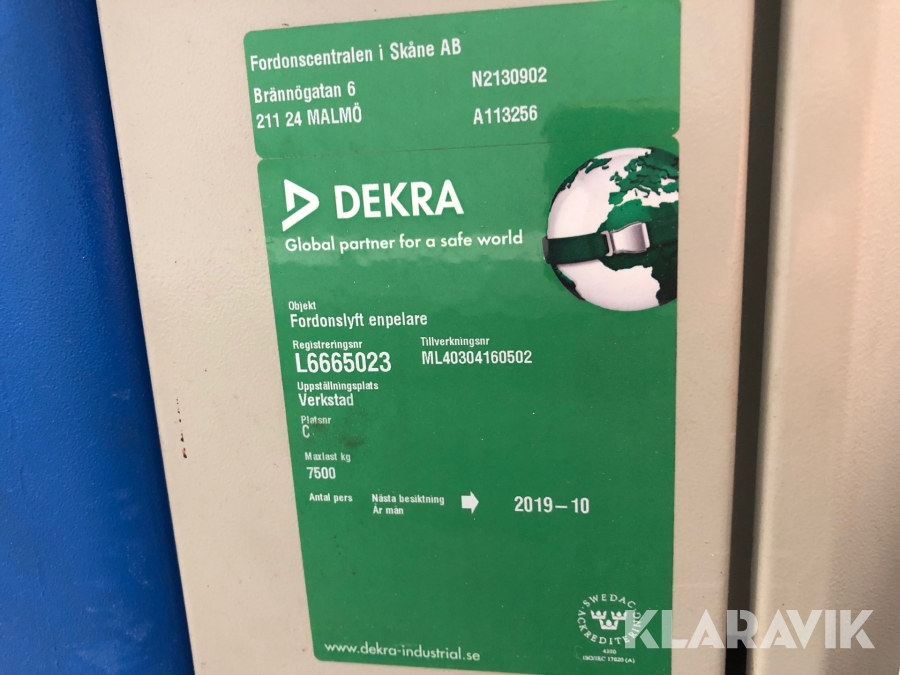 Fordonscentralen i Skåne AB
Brännögatan 6 N2130902
211 24 MALMÖ A113256
DEKRA
Global partner for a safe world
Objekt
Fordonslyft enpelare
Registreringsnr Tillverkningsnr
L6665023 ML40304160502
Uppställningsplats
Verkstad
Platsnr
C
Maxlast kg
7500
Antal pers Nästa besiktning 2019-10
År mån
SWEDAC
ACKREDITERING
ISO/IEC 17020 (A)
www.dekra-industrial.se
KLARAVIK